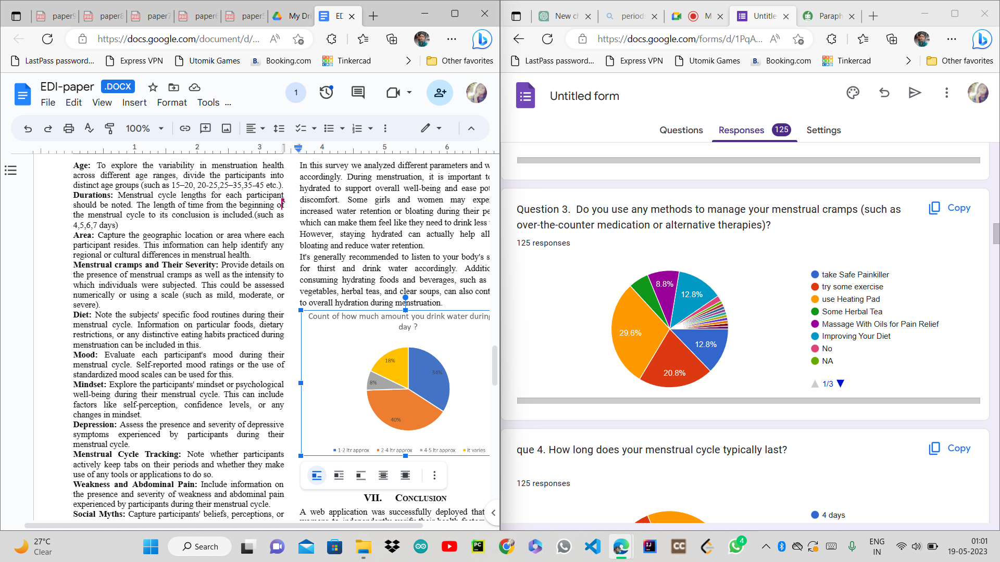 paper9
paper8
paper7
paper6
paper5
My Dri
ED
https://docs.google.com/document/d/...
LastPass password...
Express VPN
Utomik Games
B.
Booking.com
Tinkercad
Other favorites
EDI-paper
.DOCX
1
File
Edit
View
Insert
Format
Tools
...
100%
1
2
3
4
5
6
Age: To explore the variability in menstruation health
across different age ranges, divide the participants into
distinct age groups (such as 15–20, 20-25,25–35,35-45 etc.).
Durations: Menstrual cycle lengths for each participant
should be noted. The length of time from the beginning of
the menstrual cycle to its conclusion is included.(such as
4,5,6,7 days)
Area: Capture the geographic location or area where each
participant resides. This information can help identify any
regional or cultural differences in menstrual health.
Menstrual cramps and Their Severity: Provide details on
the presence of menstrual cramps as well as the intensity to
which individuals were subjected. This could be assessed
numerically or using a scale (such as mild, moderate, or
severe).
Diet: Note the subjects' specific food routines during their
menstrual cycle. Information on particular foods, dietary
restrictions, or any distinctive eating habits practiced during
menstruation can be included in this.
Mood: Evaluate each participant's mood during their
menstrual cycle. Self-reported mood ratings or the use of
standardized mood scales can be used for this.
Mindset: Explore the participants' mindset or psychological
well-being during their menstrual cycle. This can include
factors like self-perception, confidence levels, or any
changes in mindset.
Depression: Assess the presence and severity of depressive
symptoms experienced by participants during their
menstrual cycle.
Menstrual Cycle Tracking: Note whether participants
actively keep tabs on their periods and whether they make
use of any tools or applications to do so.
Weakness and Abdominal Pain: Include information on
the presence and severity of weakness and abdominal pain
experienced by participants during their menstrual cycle.
Social Myths: Capture participants' beliefs, perceptions, or
In this survey we analyzed different parameters and w
accordingly. During menstruation, it is important to
hydrated to support overall well-being and ease pot
discomfort. Some girls and women may expe
increased water retention or bloating during their pe
which can make them feel like they need to drink less
However, staying hydrated can actually help all
bloating and reduce water retention.
It's generally recommended to listen to your body's s
for thirst and drink water accordingly. Additic
consuming hydrating foods and beverages, such as
vegetables, herbal teas, and clear soups, can also cont
to overall hydration during menstruation.
Count of how much amount you drink water during
day ?
18%
34%
8%
40%
1-2 ltr approx
2-4 ltr approx
4-5 ltr approx
it varies
VII. CONCLUSION
A web application was successfully deployed that
New ch
periods
M
Untitle
Paraph
https://docs.google.com/forms/d/1PqA...
LastPass password...
Express VPN
Utomik Games
B.
Booking.com
Tinkercad
Other favorites
Untitled form
Questions
Responses
125
Settings
Question 3. Do you use any methods to manage your menstrual cramps (such as
over-the-counter medication or alternative therapies)?
Copy
125 responses
8.8%
12.8%
29.6%
12.8%
20.8%
take Safe Painkiller
try some exercise
use Heating Pad
Some Herbal Tea
Massage With Oils for Pain Relief
Improving Your Diet
No
NA
1/3
que 4. How long does your menstrual cycle typically last?
Copy
125 responses
4 days
27°C
Clear
Search
PC
IJ
CC
4
ENG
IN
01:01
19-05-2023